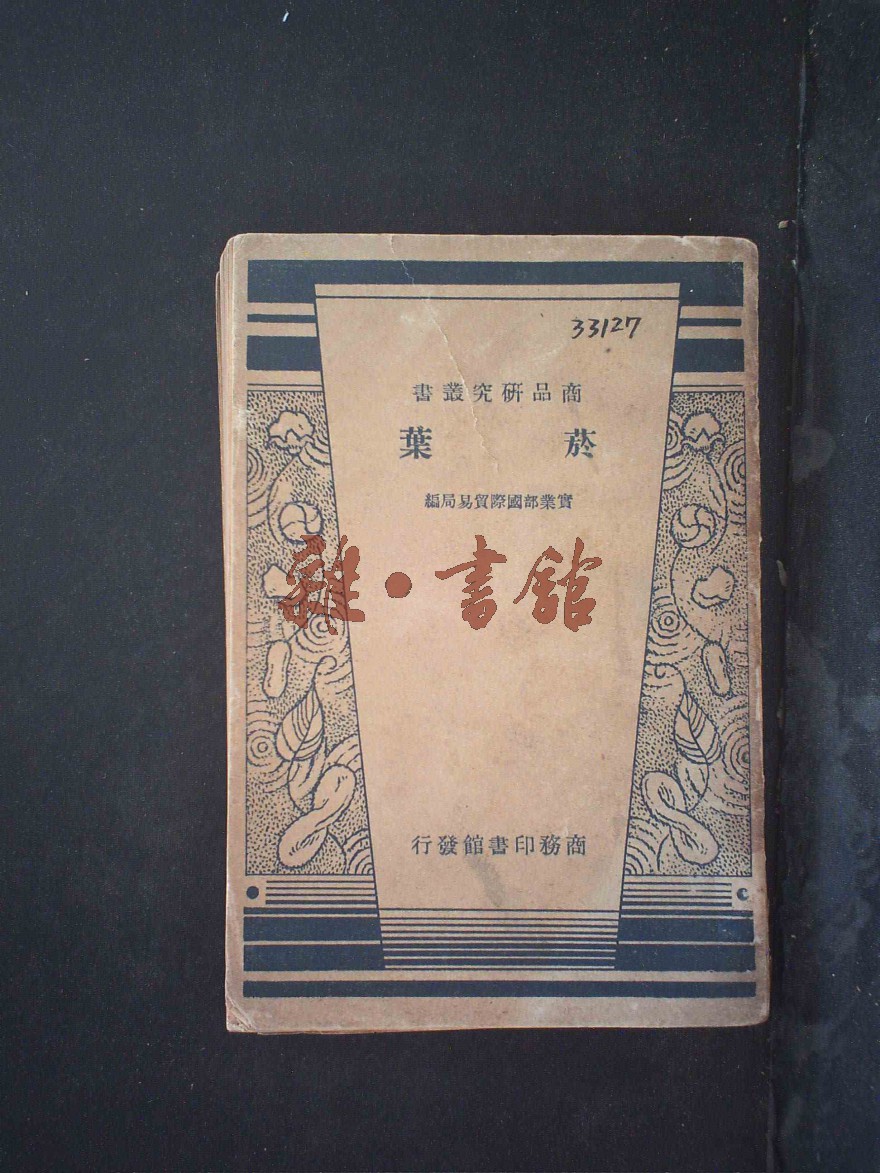 33127
商品研究叢書
菸葉
實業部國際貿易局編
雜·書館
商務印書館發行